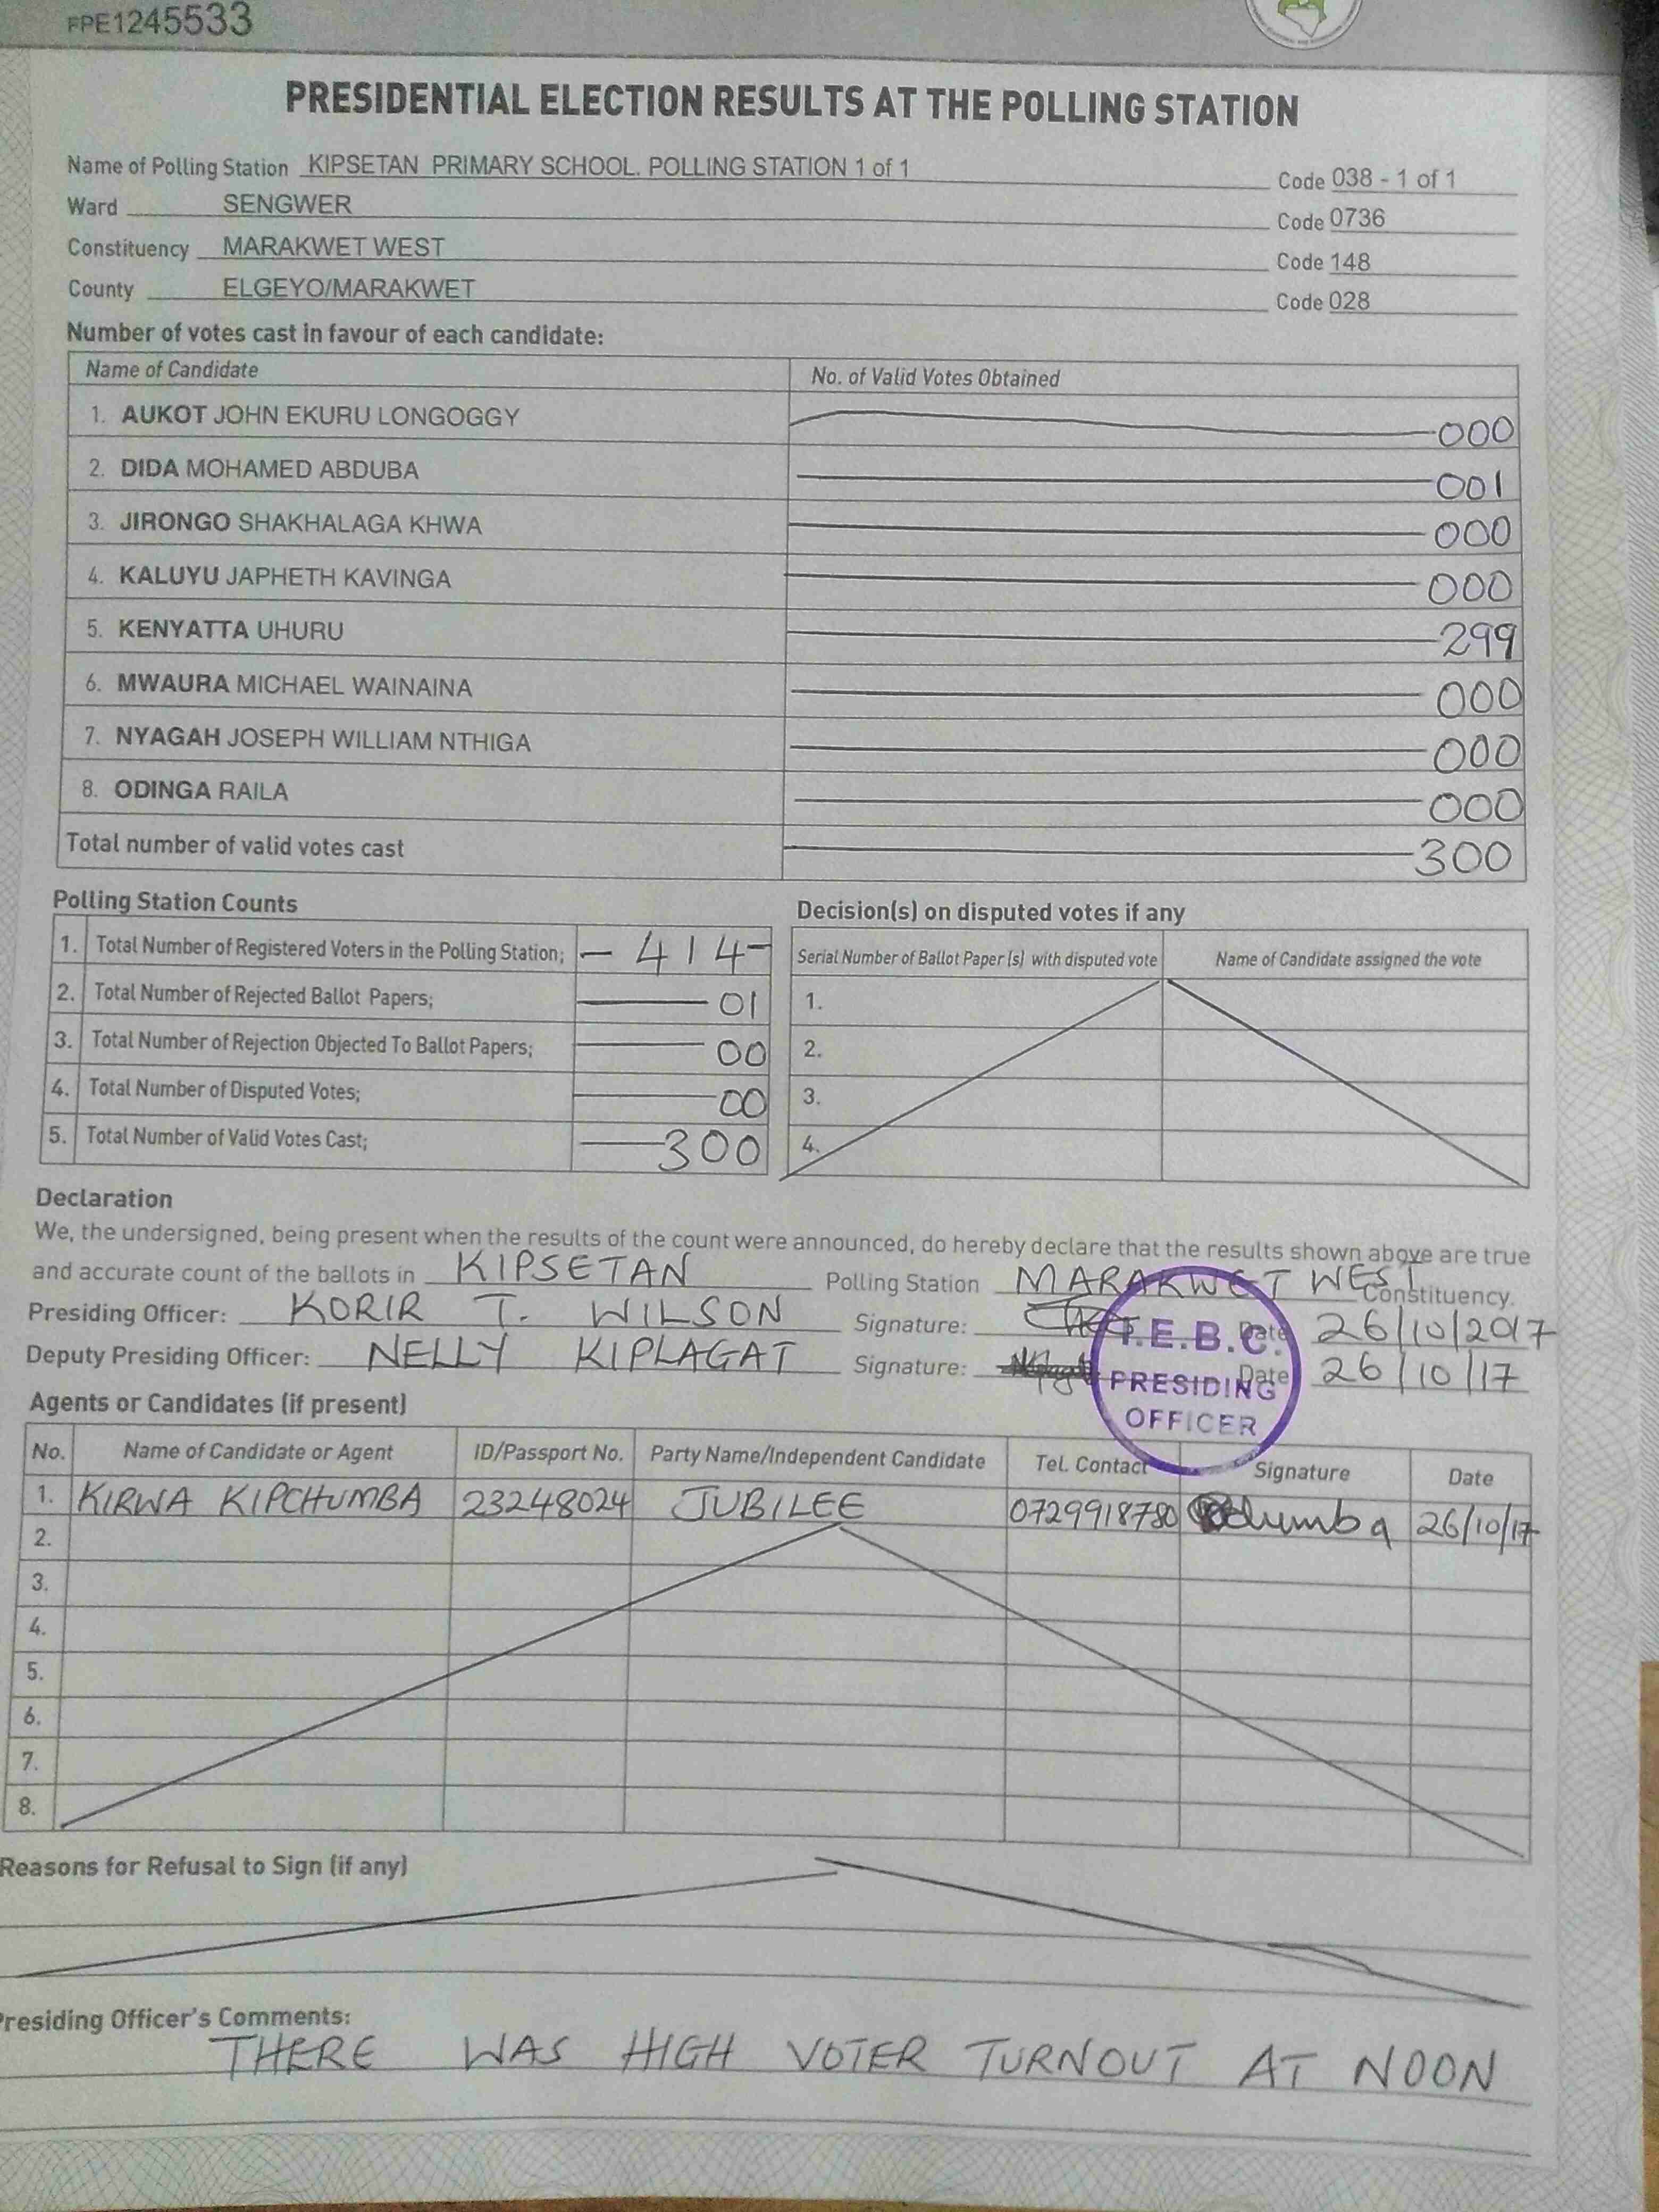 FPE1245533
PRESIDENTIAL ELECTION RESULTS AT THE POLLING STATION
Name of Polling Station KIPSETAN PRIMARY SCHOOL. POLLING STATION 1 of 1 Code 038 - 1 of 1
Ward SENGWER Code 0736
Constituency MARAKWET WEST Code 148
County ELGEYO/MARAKWET Code 028
Number of votes cast in favour of each candidate:
Name of Candidate No. of Valid Votes Obtained
1. AUKOT JOHN EKURU LONGOGGY 000
2. DIDA MOHAMED ABDUBA 001
3. JIRONGO SHAKHALAGA KHWA 000
4. KALUYU JAPHETH KAVINGA 000
5. KENYATTA UHURU 299
6. MWAURA MICHAEL WAINAINA 000
7. NYAGAH JOSEPH WILLIAM NTHIGA 000
8. ODINGA RAILA 000
Total number of valid votes cast 300
Polling Station Counts
1. Total Number of Registered Voters in the Polling Station; - 414 -
2. Total Number of Rejected Ballot Papers; 01
3. Total Number of Rejection Objected To Ballot Papers; 00
4. Total Number of Disputed Votes; 00
5. Total Number of Valid Votes Cast; 300
Decision(s) on disputed votes if any
Serial Number of Ballot Paper (s) with disputed vote Name of Candidate assigned the vote
1.
2.
3.
4.
Declaration
We, the undersigned, being present when the results of the count were announced, do hereby declare that the results shown above are true
and accurate count of the ballots in KIPSETAN Polling Station MARAKWET WEST Constituency.
Presiding Officer: KORIR T. WILSON Signature: Date 26/10/2017
Deputy Presiding Officer: NELLY KIPLAGAT Signature: Date 26/10/17
I.E.B.C.
PRESIDING
OFFICER
Agents or Candidates (if present)
No. Name of Candidate or Agent ID/Passport No. Party Name/Independent Candidate Tel. Contact Signature Date
1. KIRWA KIPCHUMBA 23248024 JUBILEE 0729918780 26/10/17
2.
3.
4.
5.
6.
7.
8.
Reasons for Refusal to Sign (if any)
Presiding Officer's Comments:
THERE WAS HIGH VOTER TURNOUT AT NOON